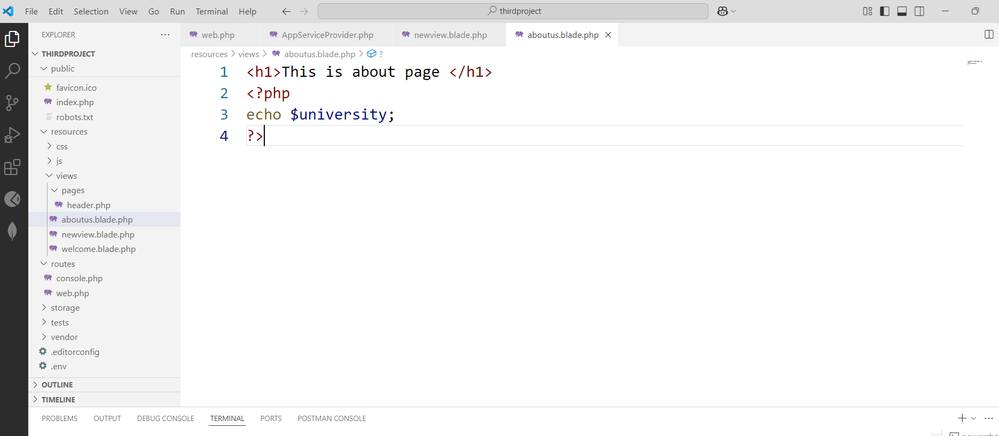 File Edit Selection View Go Run Terminal Help
thirdproject
EXPLORER
THIRDPROJECT
public
favicon.ico
index.php
robots.txt
resources
css
js
views
pages
header.php
aboutus.blade.php
newview.blade.php
welcome.blade.php
routes
console.php
web.php
storage
tests
vendor
.editorconfig
.env
OUTLINE
TIMELINE
web.php AppServiceProvider.php newview.blade.php aboutus.blade.php
resources > views > aboutus.blade.php > ?
1 <h1>This is about page </h1>
2 <?php
3 echo $university;
4 ?>
PROBLEMS OUTPUT DEBUG CONSOLE TERMINAL PORTS POSTMAN CONSOLE